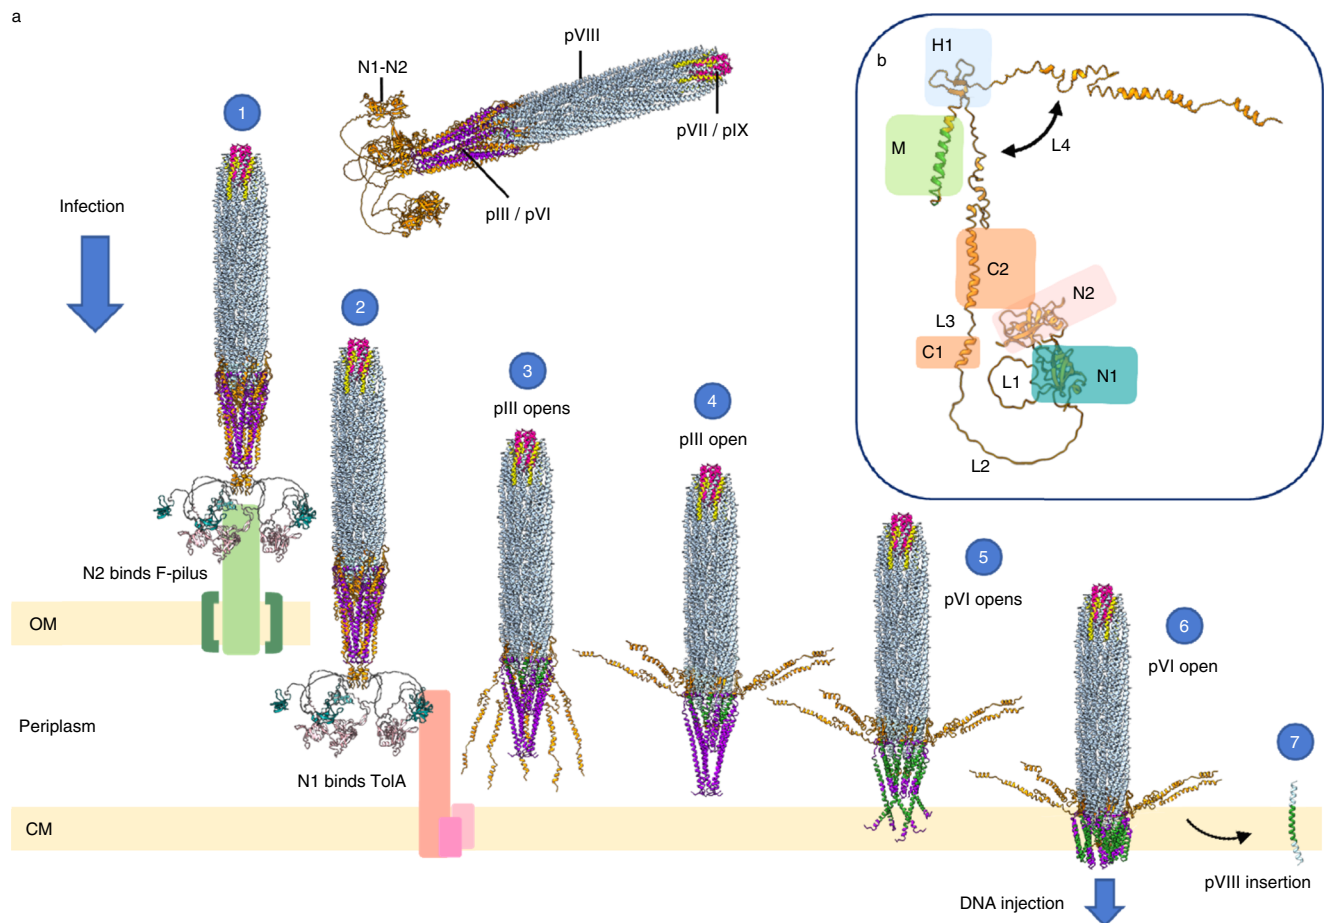 a
N1-N2
pVIII
pVII / pIX
pIII / pVI
1
Infection
2
N2 binds F-pilus
OM
Periplasm
N1 binds TolA
CM
3
pIII opens
4
pIII open
5
pVI opens
6
pVI open
7
pVIII insertion
DNA injection
b
H1
M
L4
C2
N2
L3
C1
L1
N1
L2